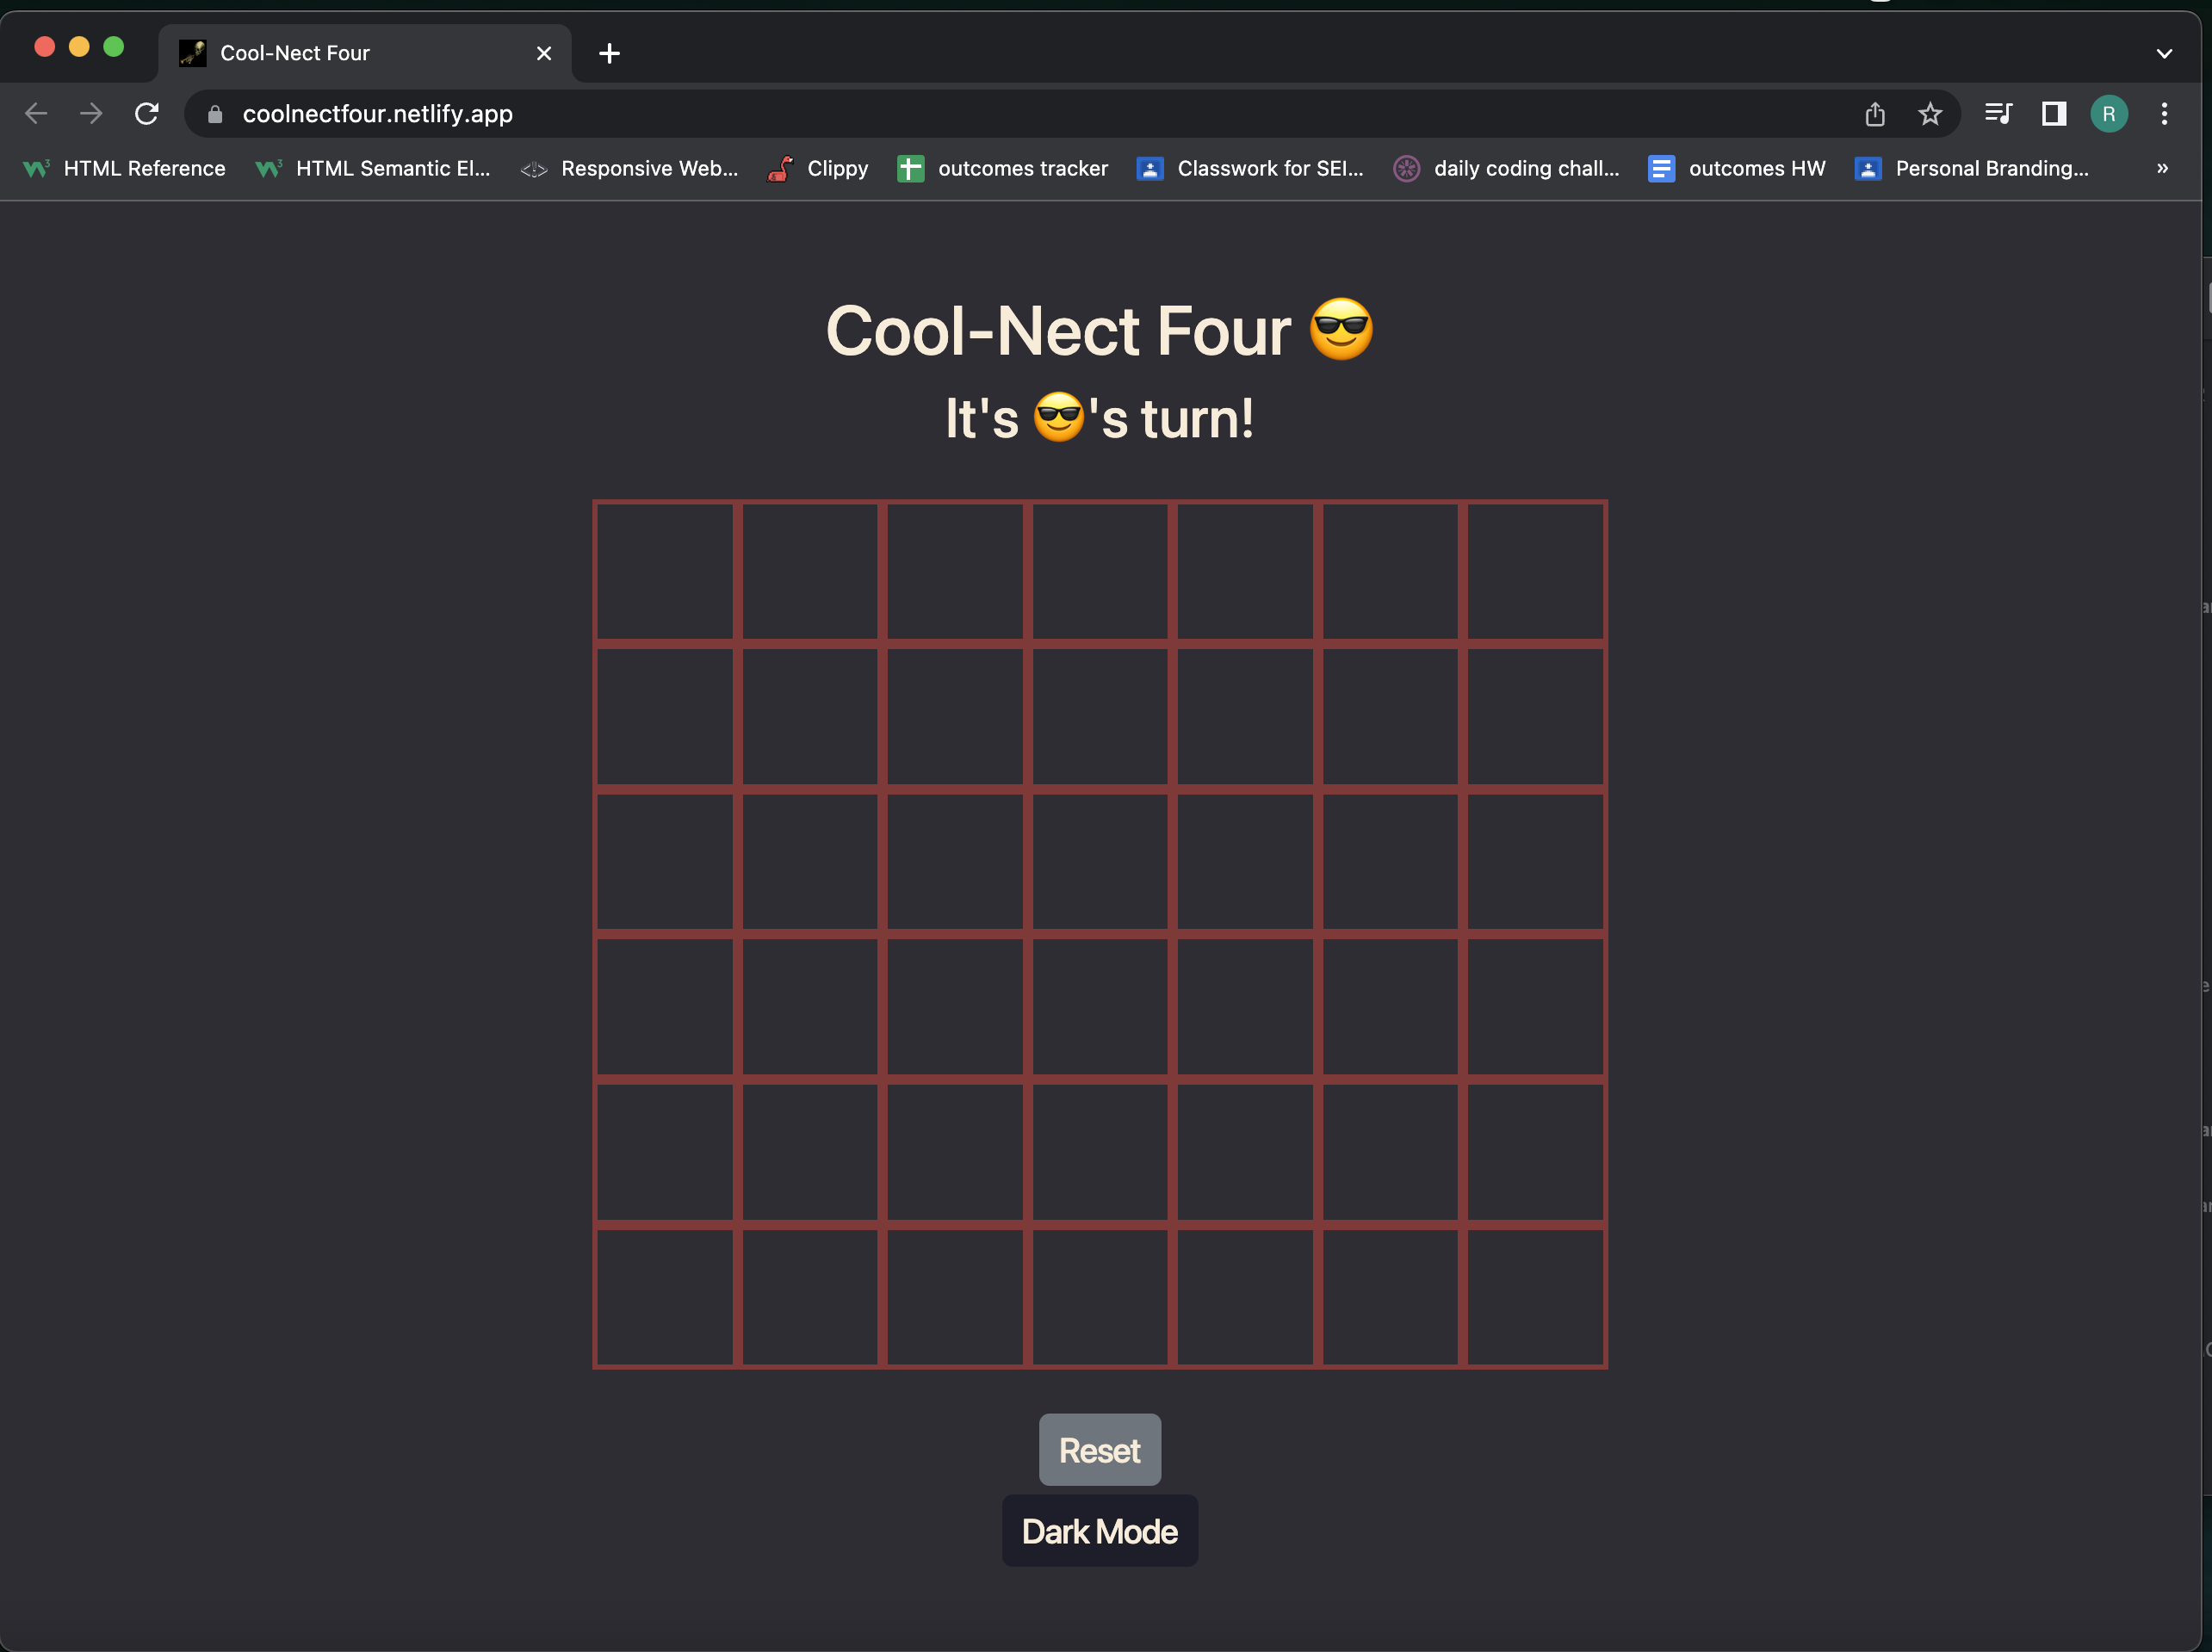 Cool-Nect Four
coolnectfour.netlify.app
R
HTML Reference
HTML Semantic El...
Responsive Web...
Clippy
outcomes tracker
Classwork for SEI...
daily coding chall...
outcomes HW
Personal Branding...
»
Cool-Nect Four 😎
It's 😎's turn!
Reset
Dark Mode